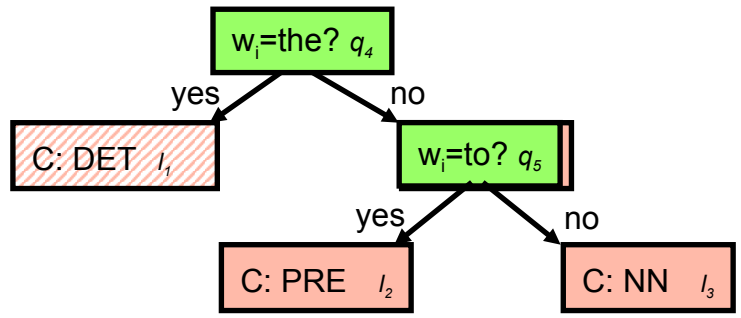 wᵢ=the? q₄
yes
no
C: DET l₁
wᵢ=to? q₅
yes
no
C: PRE l₂
C: NN l₃